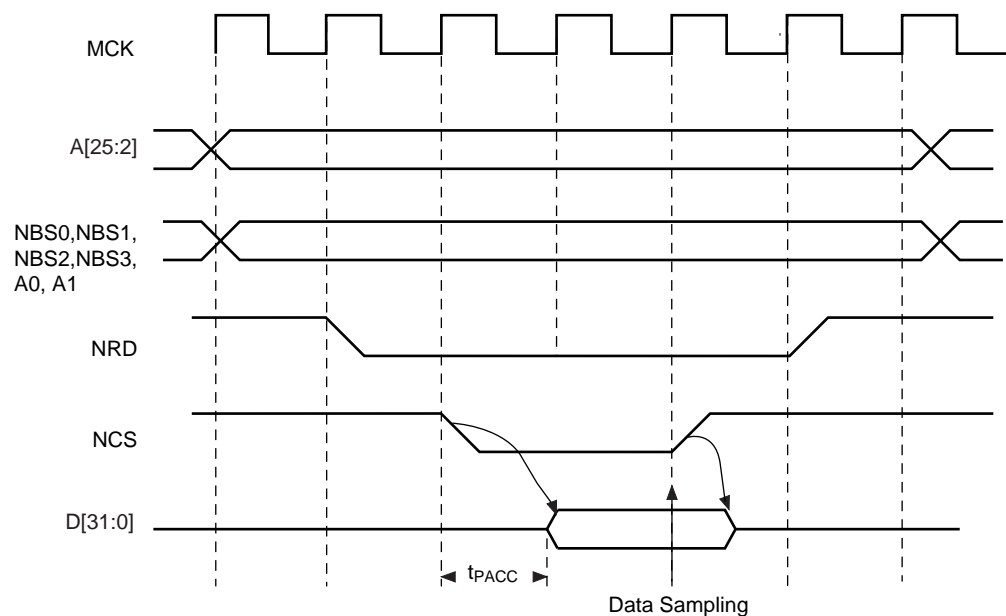 MCK
A[25:2]
NBS0,NBS1,
NBS2,NBS3,
A0, A1
NRD
NCS
D[31:0]
tPACC
Data Sampling